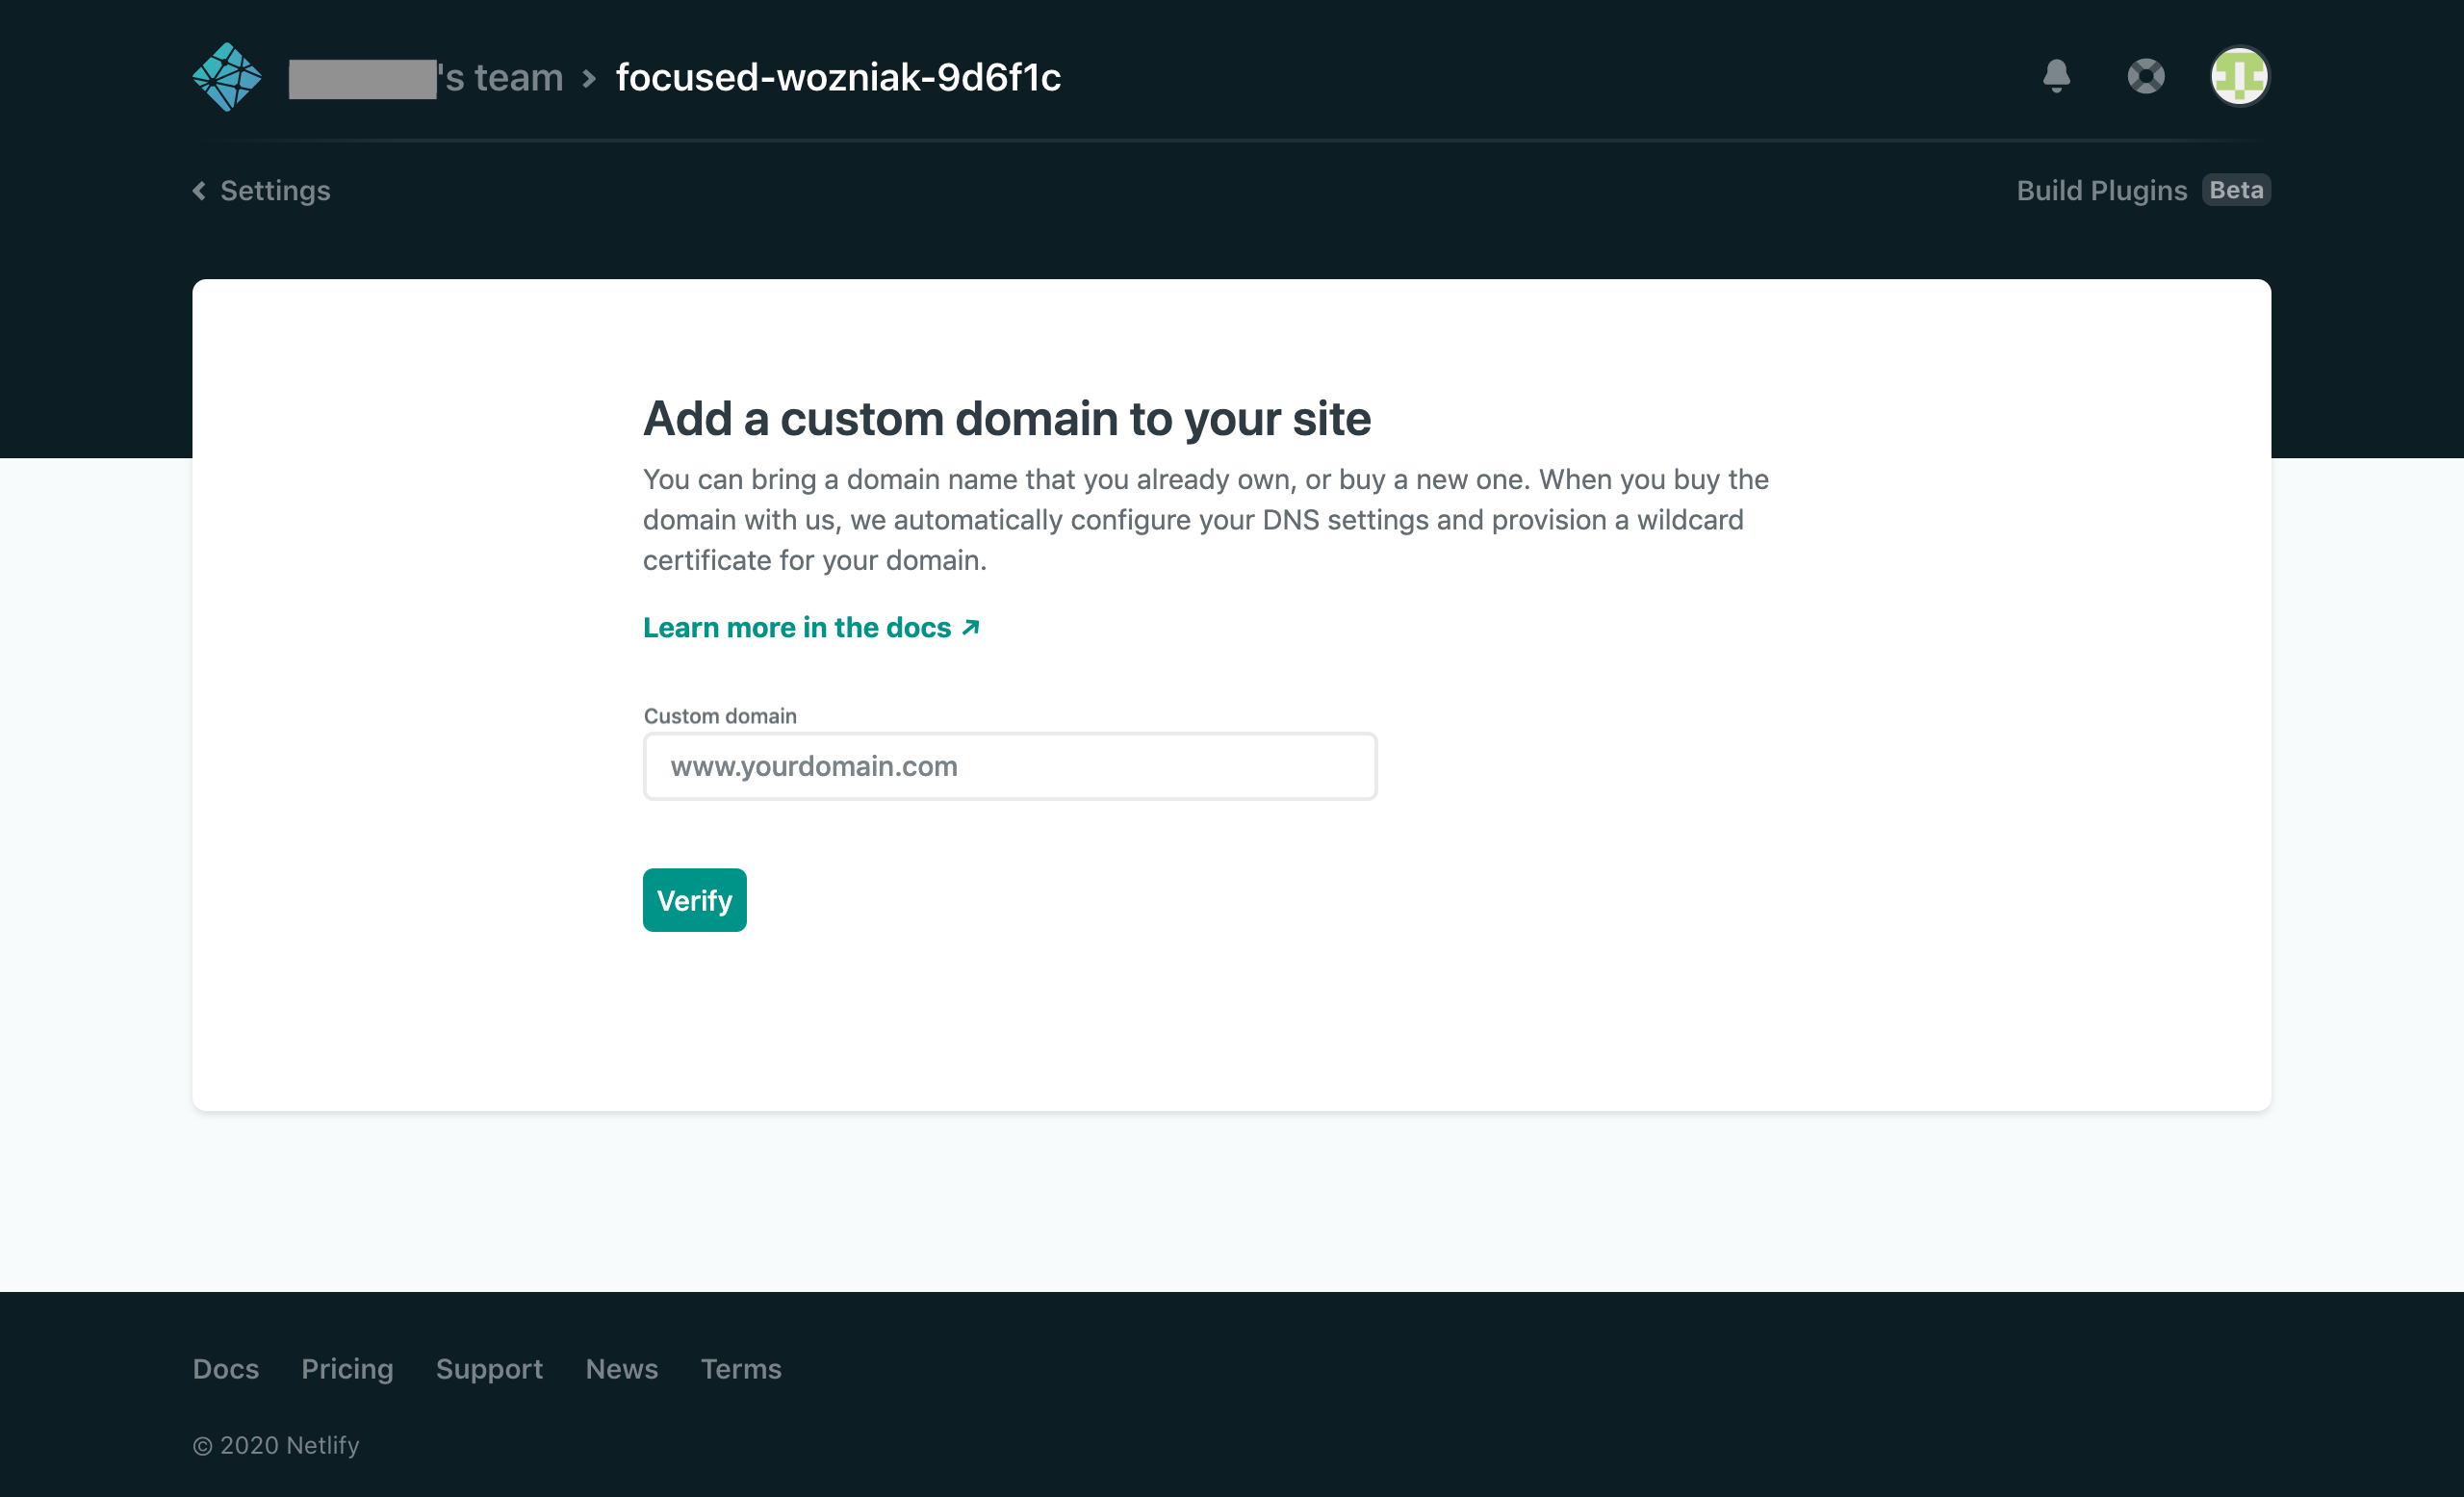 's team > focused-wozniak-9d6f1c
Settings
Build Plugins Beta
Add a custom domain to your site
You can bring a domain name that you already own, or buy a new one. When you buy the
domain with us, we automatically configure your DNS settings and provision a wildcard
certificate for your domain.
Learn more in the docs ↗
Custom domain
www.yourdomain.com
Verify
Docs Pricing Support News Terms
© 2020 Netlify